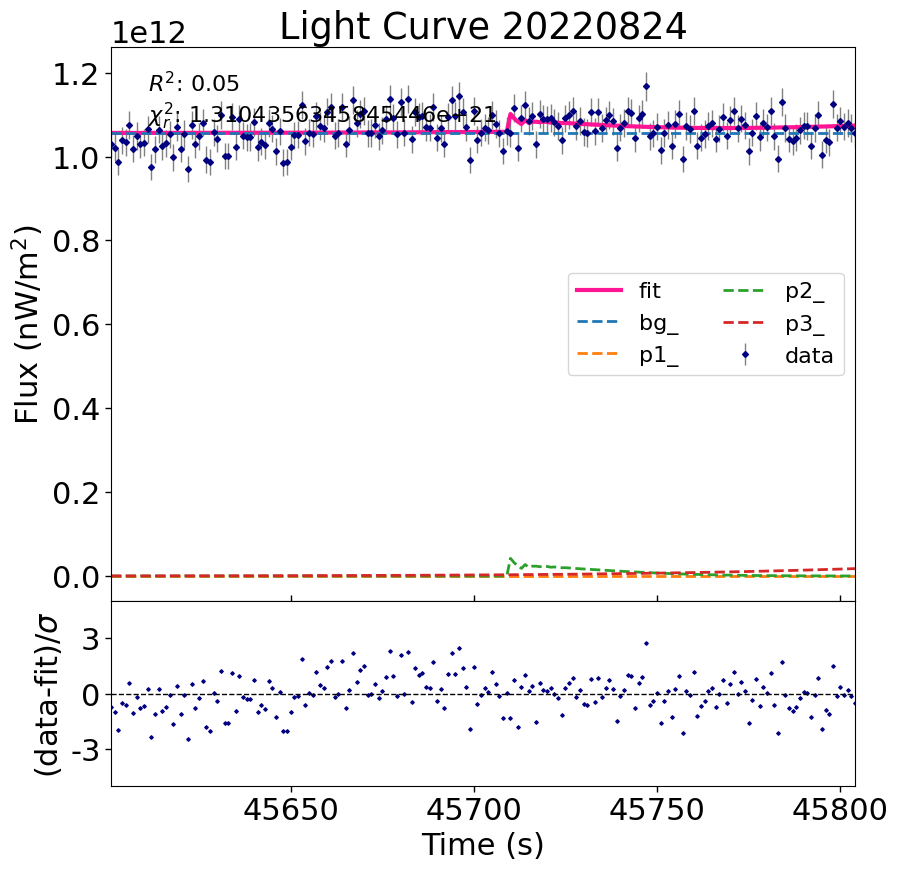 Light Curve 20220824
1e12
R²: 0.05
χ²ᵣ: 1.3104356345845446e+21
1.2
1.0
0.8
0.6
0.4
0.2
0.0
Flux (nW/m²)
fit
bg_
p1_
p2_
p3_
data
3
0
-3
(data-fit)/σ
45650 45700 45750 45800
Time (s)